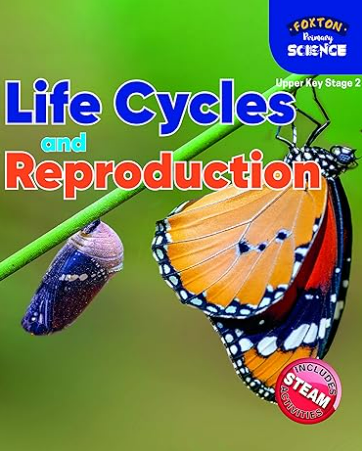 FOXTON
Primary
SCIENCE
Upper Key Stage 2
Life Cycles
and
Reproduction
INCLUDES
STEAM
ACTIVITIES